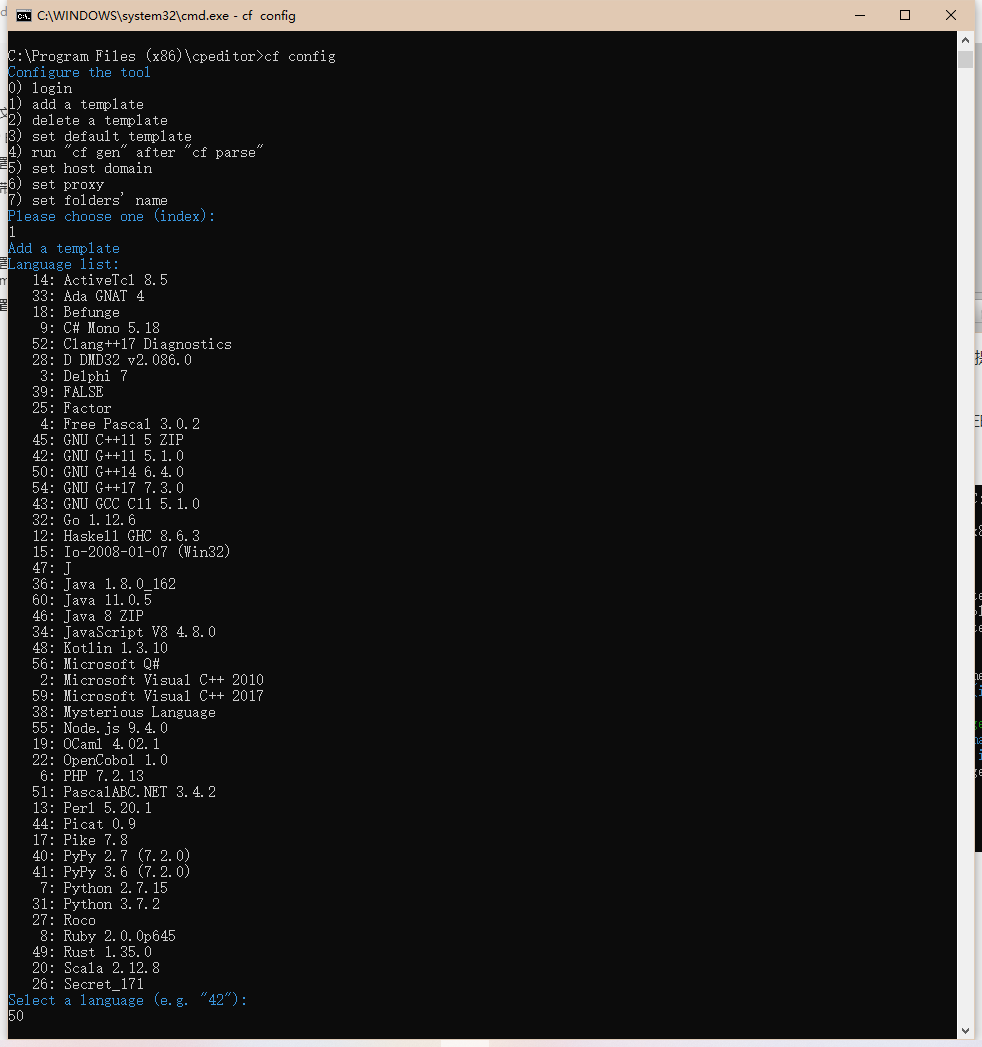 C:\WINDOWS\system32\cmd.exe - cf  config
C:\Program Files (x86)\cpeditor>cf config
Configure the tool
0) login
1) add a template
2) delete a template
3) set default template
4) run "cf gen" after "cf parse"
5) set host domain
6) set proxy
7) set folders' name
Please choose one (index):
1
Add a template
Language list:
14: ActiveTcl 8.5
33: Ada GNAT 4
18: Befunge
9: C# Mono 5.18
52: Clang++17 Diagnostics
28: D DMD32 v2.086.0
3: Delphi 7
39: FALSE
25: Factor
4: Free Pascal 3.0.2
45: GNU C++11 5 ZIP
42: GNU G++11 5.1.0
50: GNU G++14 6.4.0
54: GNU G++17 7.3.0
43: GNU GCC C11 5.1.0
32: Go 1.12.6
12: Haskell GHC 8.6.3
15: Io-2008-01-07 (Win32)
47: J
36: Java 1.8.0_162
60: Java 11.0.5
46: Java 8 ZIP
34: JavaScript V8 4.8.0
48: Kotlin 1.3.10
56: Microsoft Q#
2: Microsoft Visual C++ 2010
59: Microsoft Visual C++ 2017
38: Mysterious Language
55: Node.js 9.4.0
19: OCaml 4.02.1
22: OpenCobol 1.0
6: PHP 7.2.13
51: PascalABC.NET 3.4.2
13: Perl 5.20.1
44: Picat 0.9
17: Pike 7.8
40: PyPy 2.7 (7.2.0)
41: PyPy 3.6 (7.2.0)
7: Python 2.7.15
31: Python 3.7.2
27: Roco
8: Ruby 2.0.0p645
49: Rust 1.35.0
20: Scala 2.12.8
26: Secret_171
Select a language (e.g. "42"):
50